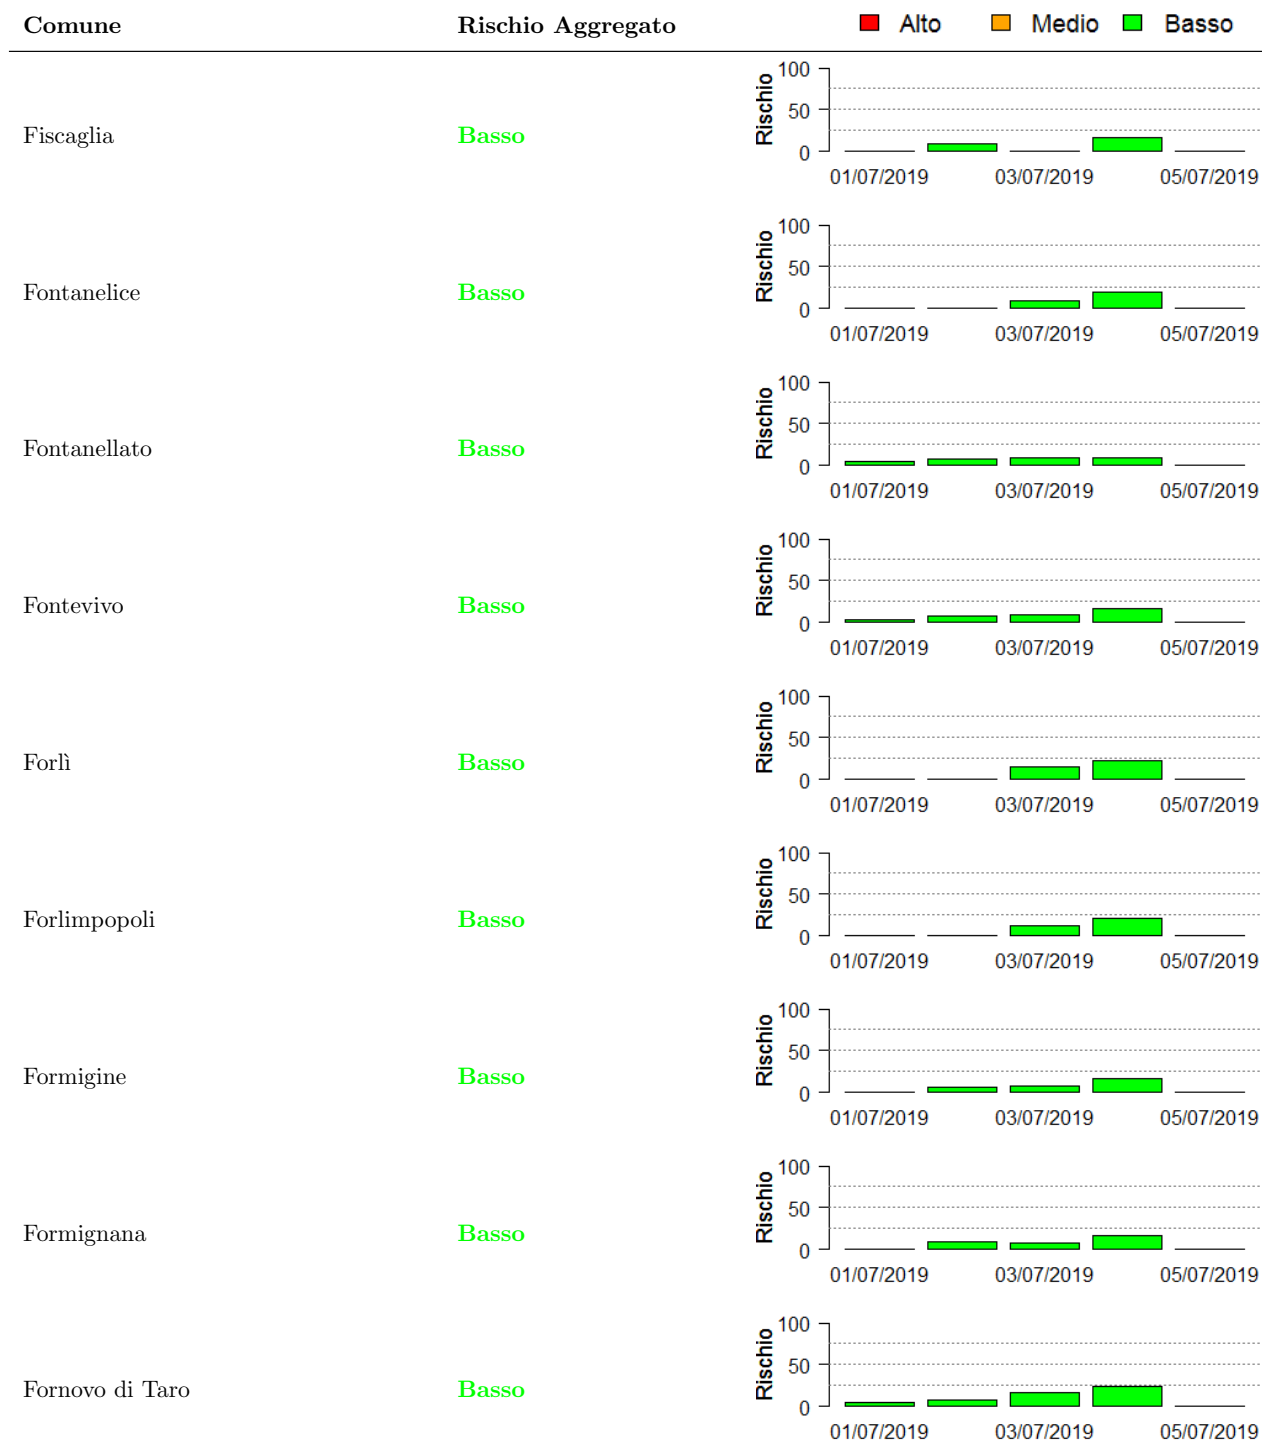 Comune Rischio Aggregato Alto Medio Basso
Fiscaglia Basso
Rischio
100
50
0
01/07/2019 03/07/2019 05/07/2019
Fontanelice Basso
Rischio
100
50
0
01/07/2019 03/07/2019 05/07/2019
Fontanellato Basso
Rischio
100
50
0
01/07/2019 03/07/2019 05/07/2019
Fontevivo Basso
Rischio
100
50
0
01/07/2019 03/07/2019 05/07/2019
Forlì Basso
Rischio
100
50
0
01/07/2019 03/07/2019 05/07/2019
Forlimpopoli Basso
Rischio
100
50
0
01/07/2019 03/07/2019 05/07/2019
Formigine Basso
Rischio
100
50
0
01/07/2019 03/07/2019 05/07/2019
Formignana Basso
Rischio
100
50
0
01/07/2019 03/07/2019 05/07/2019
Fornovo di Taro Basso
Rischio
100
50
0
01/07/2019 03/07/2019 05/07/2019